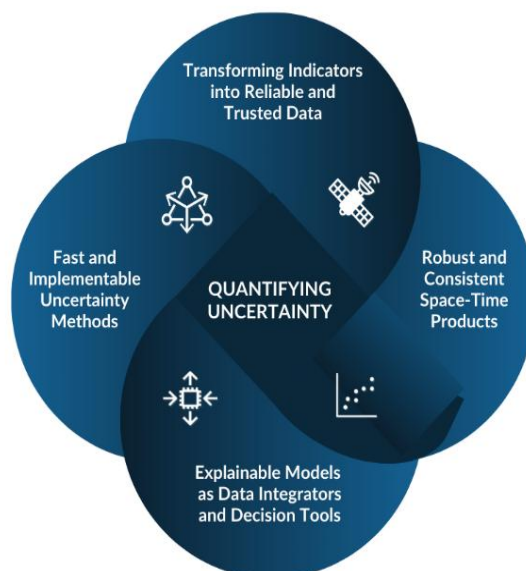 Transforming Indicators
into Reliable and
Trusted Data
Fast and
Implementable
Uncertainty
Methods
QUANTIFYING
UNCERTAINTY
Robust and
Consistent
Space-Time
Products
Explainable Models
as Data Integrators
and Decision Tools